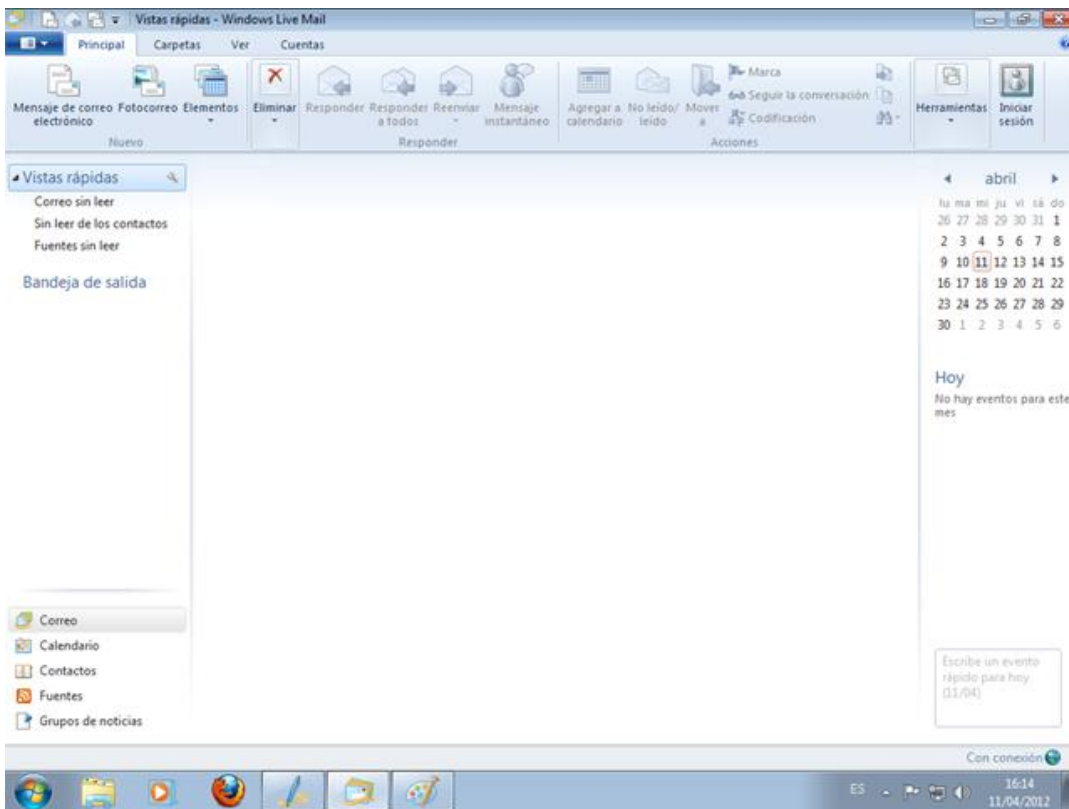 Vistas rápidas - Windows Live Mail
Principal Carpetas Ver Cuentas
Mensaje de correo electrónico
Fotocorreo
Elementos
Nuevo
Eliminar
Responder
Responder a todos
Reenviar
Mensaje instantáneo
Responder
Agregar a calendario
No leído/ leído
Mover a
Marca
Seguir la conversación
Codificación
Acciones
Herramientas
Iniciar sesión
Vistas rápidas
Correo sin leer
Sin leer de los contactos
Fuentes sin leer
Bandeja de salida
Correo
Calendario
Contactos
Fuentes
Grupos de noticias
abril
lu ma mi ju vi sá do
26 27 28 29 30 31 1
2 3 4 5 6 7 8
9 10 11 12 13 14 15
16 17 18 19 20 21 22
23 24 25 26 27 28 29
30 1 2 3 4 5 6
Hoy
No hay eventos para este
mes
Escribe un evento
rápido para hoy
(11/04)
Con conexión
ES
16:14
11/04/2012